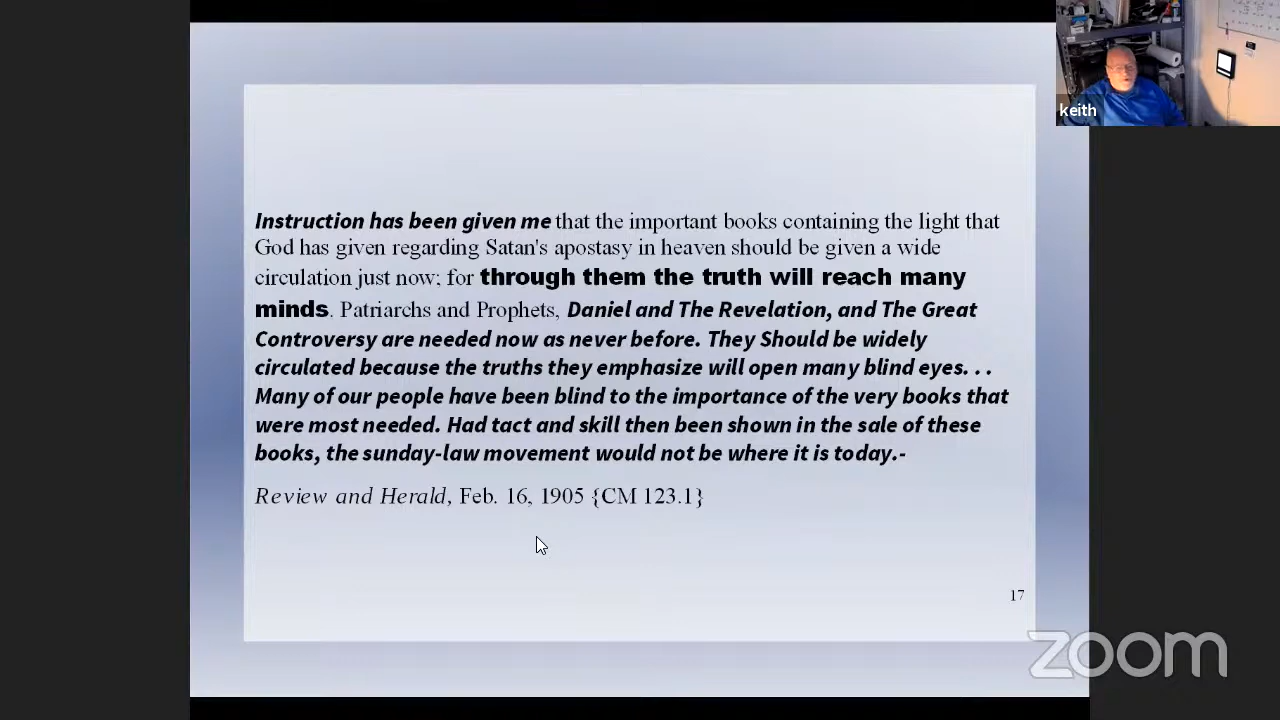 keith
Instruction has been given me that the important books containing the light that
God has given regarding Satan's apostasy in heaven should be given a wide
circulation just now; for through them the truth will reach many
minds. Patriarchs and Prophets, Daniel and The Revelation, and The Great
Controversy are needed now as never before. They Should be widely
circulated because the truths they emphasize will open many blind eyes. . .
Many of our people have been blind to the importance of the very books that
were most needed. Had tact and skill then been shown in the sale of these
books, the sunday-law movement would not be where it is today.-
Review and Herald, Feb. 16, 1905 {CM 123.1}
17
zoom